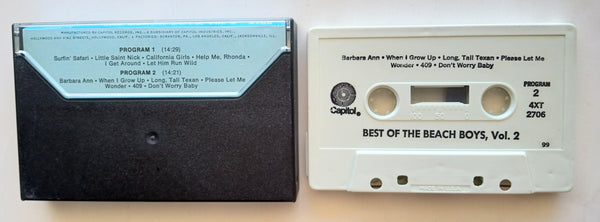 MANUFACTURED BY CAPITOL RECORDS, INC., A SUBSIDIARY OF CAPITOL INDUSTRIES, INC.,
HOLLYWOOD AND VINE STREETS, HOLLYWOOD, CALIF. FACTORIES: SCRANTON, PA., LOS ANGELES, CALIF., JACKSONVILLE, ILL.
PROGRAM 1 (14:29)
Surfin' Safari • Little Saint Nick • California Girls • Help Me, Rhonda •
I Get Around • Let Him Run Wild
PROGRAM 2 (14:21)
Barbara Ann • When I Grow Up • Long, Tall Texan • Please Let Me
Wonder • 409 • Don't Worry Baby
Barbara Ann • When I Grow Up • Long, Tall Texan • Please Let Me
Wonder • 409 • Don't Worry Baby
PROGRAM
2
4XT
2706
Capitol®
100 50 0
BEST OF THE BEACH BOYS, Vol. 2
99